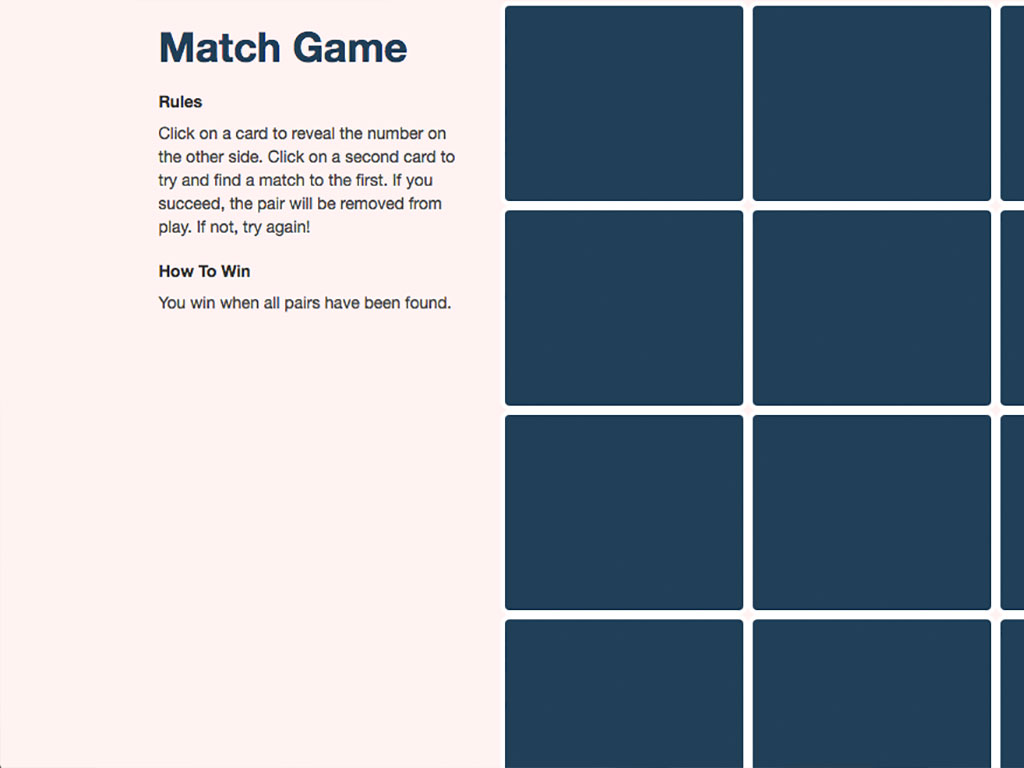 Match Game
Rules
Click on a card to reveal the number on
the other side. Click on a second card to
try and find a match to the first. If you
succeed, the pair will be removed from
play. If not, try again!
How To Win
You win when all pairs have been found.